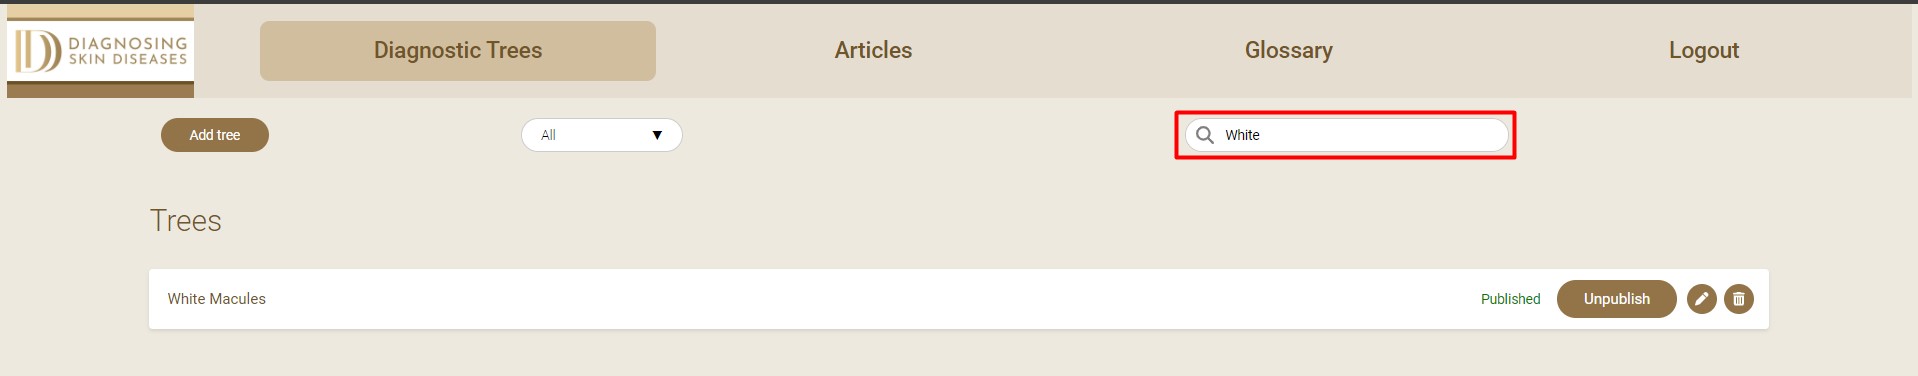 DIAGNOSING
SKIN DISEASES
Diagnostic Trees
Articles
Glossary
Logout
Add tree
All
White
Trees
White Macules
Published
Unpublish